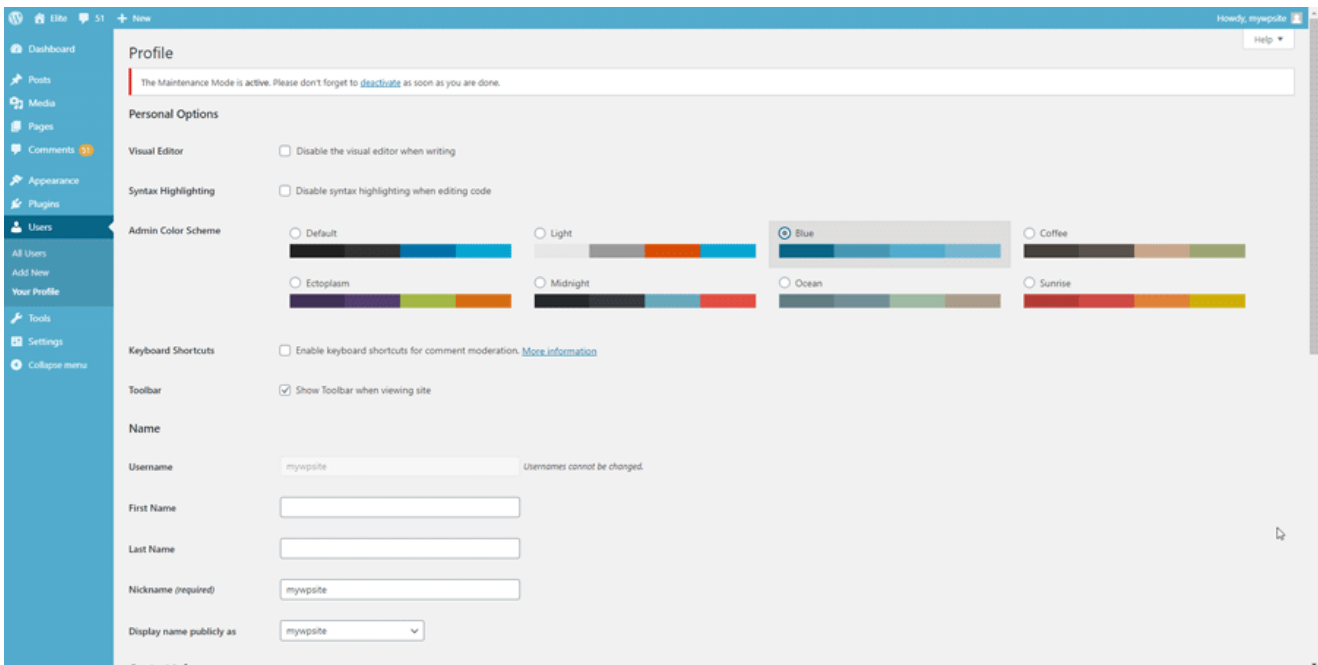 Elite 51 New Howdy, mywpsite
Help
Dashboard
Posts
Media
Pages
Comments 51
Appearance
Plugins
Users
All Users
Add New
Your Profile
Tools
Settings
Collapse menu
Profile
The Maintenance Mode is active. Please don't forget to deactivate as soon as you are done.
Personal Options
Visual Editor Disable the visual editor when writing
Syntax Highlighting Disable syntax highlighting when editing code
Admin Color Scheme Default Light Blue Coffee
Ectoplasm Midnight Ocean Sunrise
Keyboard Shortcuts Enable keyboard shortcuts for comment moderation. More information
Toolbar Show Toolbar when viewing site
Name
Username mywpsite Usernames cannot be changed.
First Name
Last Name
Nickname (required) mywpsite
Display name publicly as mywpsite